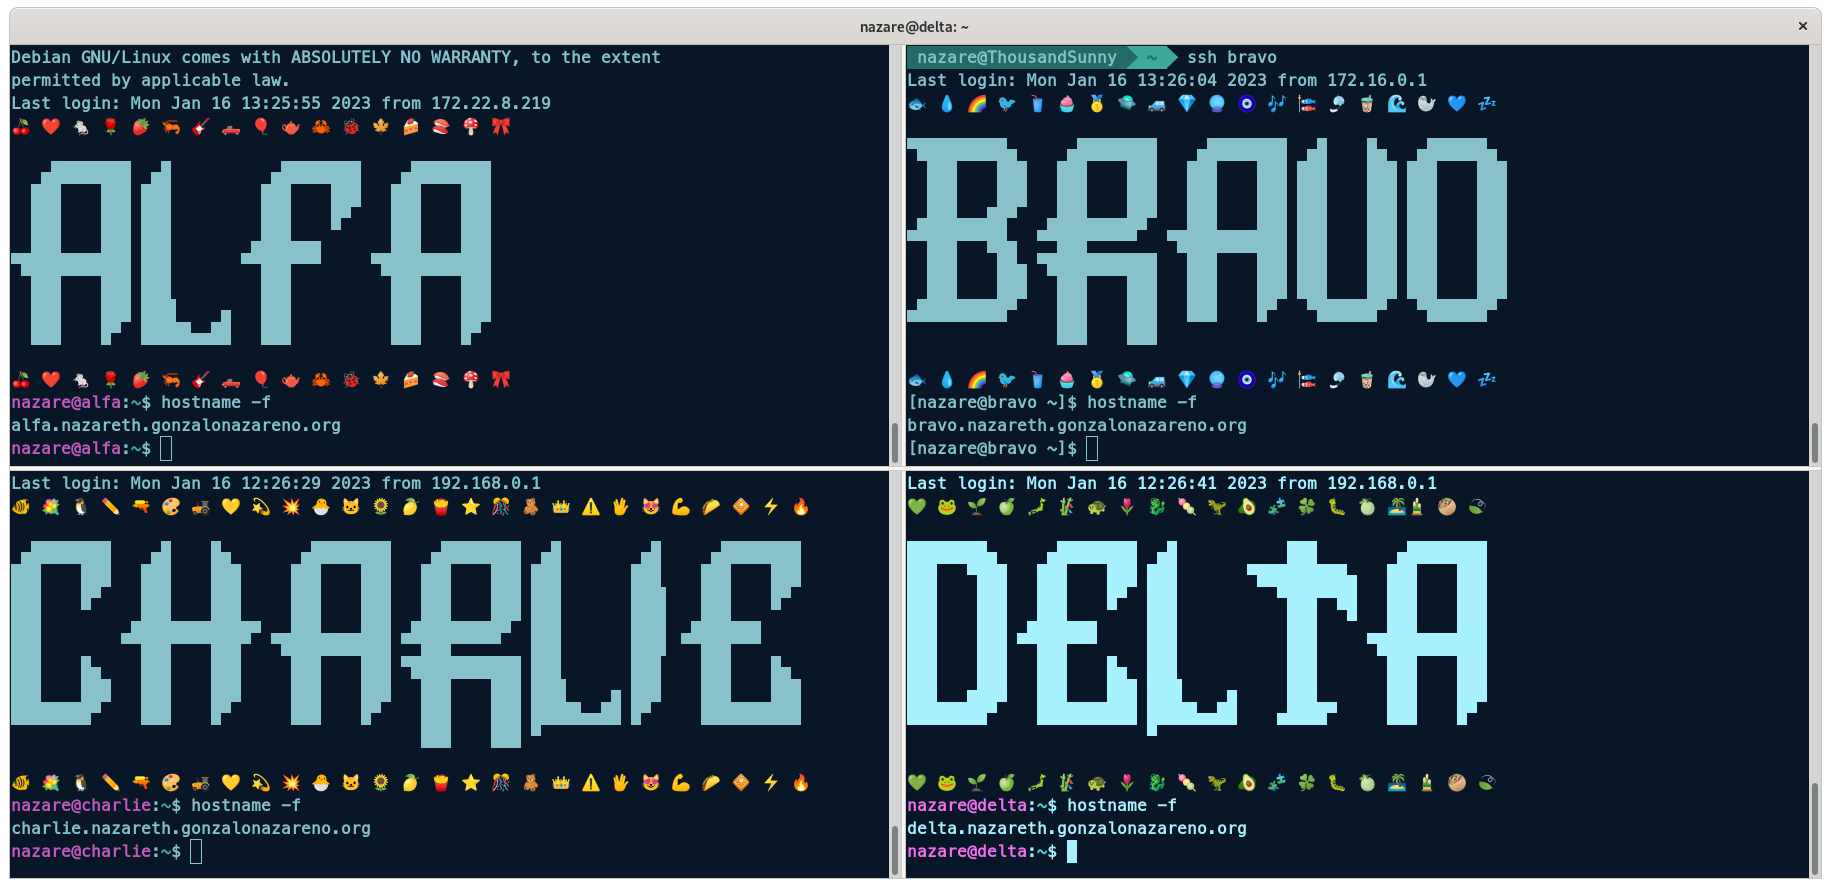 nazare@delta: ~
Debian GNU/Linux comes with ABSOLUTELY NO WARRANTY, to the extent
permitted by applicable law.
Last login: Mon Jan 16 13:25:55 2023 from 172.22.8.219
ALFA
nazare@alfa:~$ hostname -f
alfa.nazareth.gonzalonazareno.org
nazare@alfa:~$
nazare@ThousandSunny ~ ssh bravo
Last login: Mon Jan 16 13:26:04 2023 from 172.16.0.1
BRAVO
[nazare@bravo ~]$ hostname -f
bravo.nazareth.gonzalonazareno.org
[nazare@bravo ~]$
Last login: Mon Jan 16 12:26:29 2023 from 192.168.0.1
CHARLIE
nazare@charlie:~$ hostname -f
charlie.nazareth.gonzalonazareno.org
nazare@charlie:~$
Last login: Mon Jan 16 12:26:41 2023 from 192.168.0.1
DELTA
nazare@delta:~$ hostname -f
delta.nazareth.gonzalonazareno.org
nazare@delta:~$